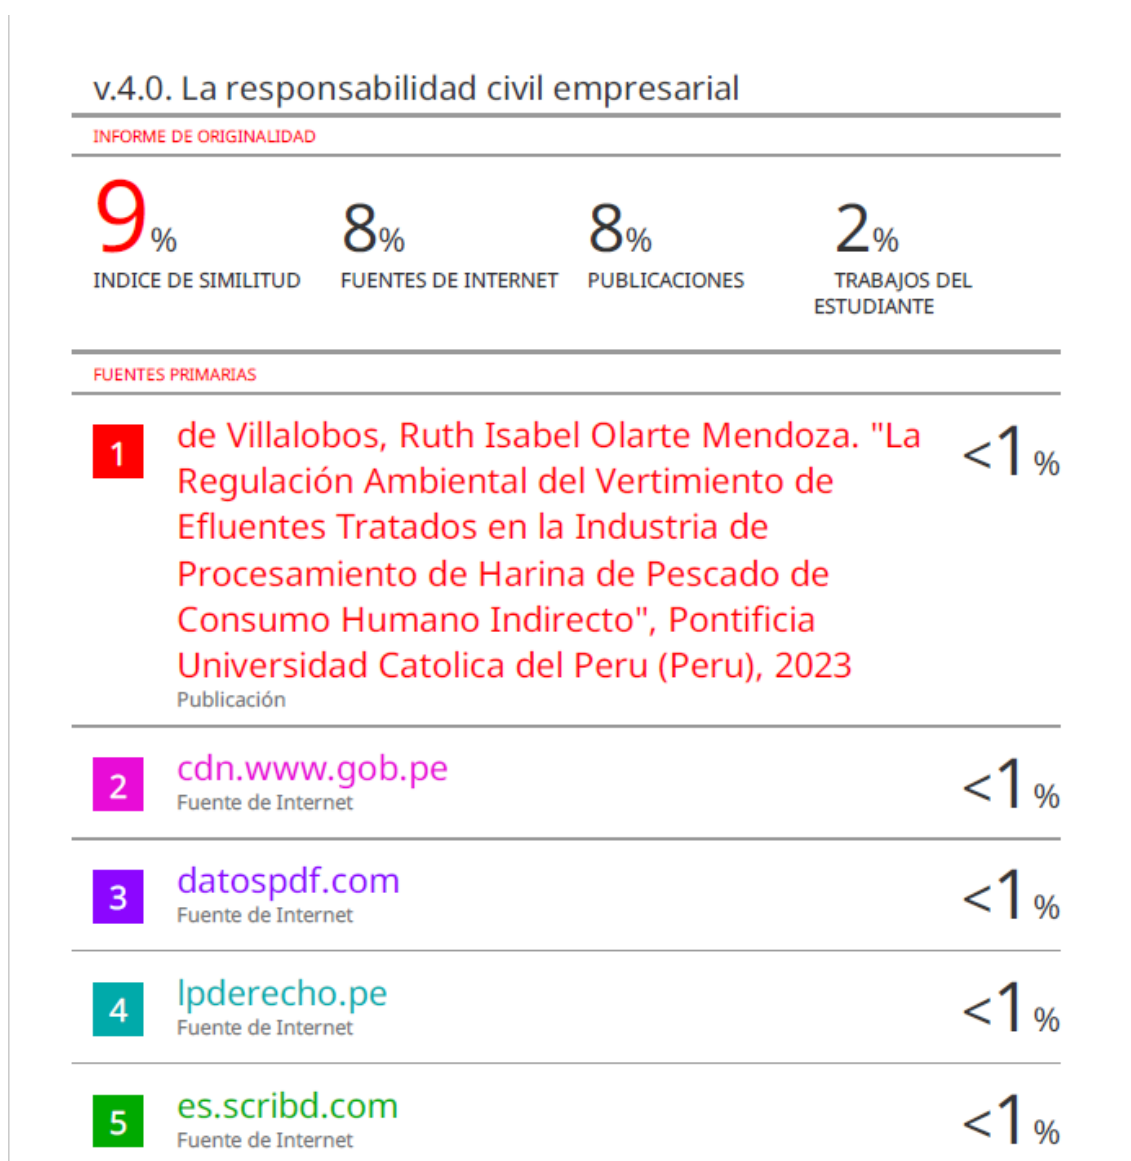 v.4.0. La responsabilidad civil empresarial
INFORME DE ORIGINALIDAD
9% 8% 8% 2%
INDICE DE SIMILITUD FUENTES DE INTERNET PUBLICACIONES TRABAJOS DEL
ESTUDIANTE
FUENTES PRIMARIAS
1 de Villalobos, Ruth Isabel Olarte Mendoza. "La <1%
Regulación Ambiental del Vertimiento de
Efluentes Tratados en la Industria de
Procesamiento de Harina de Pescado de
Consumo Humano Indirecto", Pontificia
Universidad Catolica del Peru (Peru), 2023
Publicación
2 cdn.www.gob.pe <1%
Fuente de Internet
3 datospdf.com <1%
Fuente de Internet
4 lpderecho.pe <1%
Fuente de Internet
5 es.scribd.com <1%
Fuente de Internet